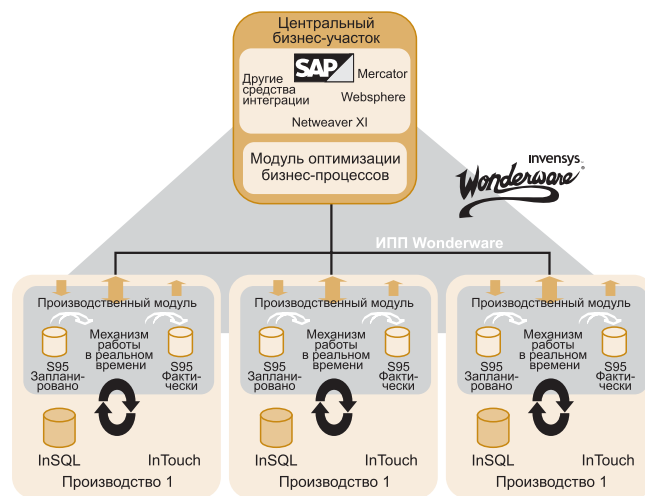 Центральный
бизнес-участок
SAP
Другие
средства
интеграции
Mercator
Websphere
Netweaver XI
Модуль оптимизации
бизнес-процессов
invensys
Wonderware
ИПП Wonderware
Производственный модуль
S95
Заплани-
ровано
Механизм
работы
в реальном
времени
S95
Факти-
чески
InSQL
InTouch
Производство 1
Производственный модуль
S95
Заплани-
ровано
Механизм
работы
в реальном
времени
S95
Факти-
чески
InSQL
InTouch
Производство 1
Производственный модуль
S95
Заплани-
ровано
Механизм
работы
в реальном
времени
S95
Факти-
чески
InSQL
InTouch
Производство 1